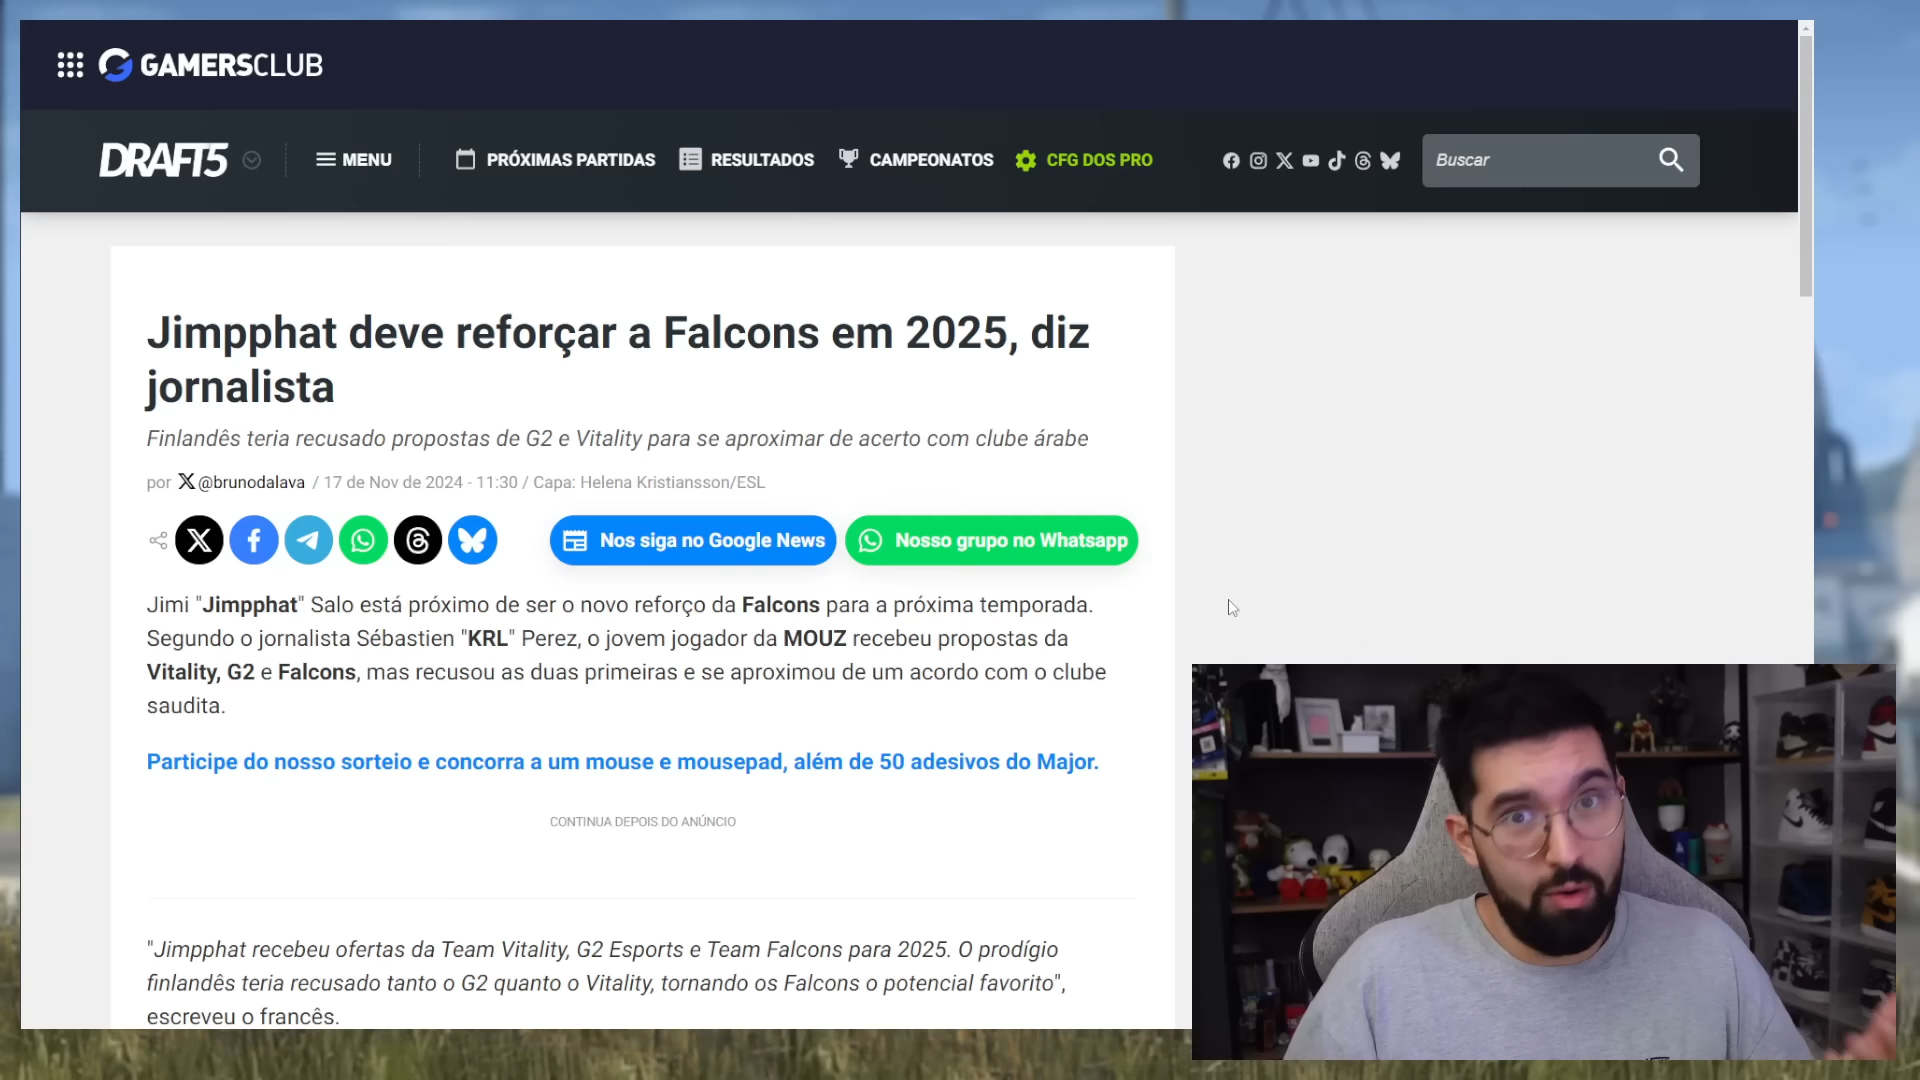 GAMERSCLUB
DRAFT5
MENU
PRÓXIMAS PARTIDAS
RESULTADOS
CAMPEONATOS
CFG DOS PRO
Buscar
Jimpphat deve reforçar a Falcons em 2025, diz
jornalista
Finlandês teria recusado propostas de G2 e Vitality para se aproximar de acerto com clube árabe
por @brunodalava / 17 de Nov de 2024 - 11:30 / Capa: Helena Kristiansson/ESL
Nos siga no Google News
Nosso grupo no Whatsapp
Jimi "Jimpphat" Salo está próximo de ser o novo reforço da Falcons para a próxima temporada.
Segundo o jornalista Sébastien "KRL" Perez, o jovem jogador da MOUZ recebeu propostas da
Vitality, G2 e Falcons, mas recusou as duas primeiras e se aproximou de um acordo com o clube
saudita.
Participe do nosso sorteio e concorra a um mouse e mousepad, além de 50 adesivos do Major.
CONTINUA DEPOIS DO ANÚNCIO
"Jimpphat recebeu ofertas da Team Vitality, G2 Esports e Team Falcons para 2025. O prodígio
finlandês teria recusado tanto o G2 quanto o Vitality, tornando os Falcons o potencial favorito",
escreveu o francês.